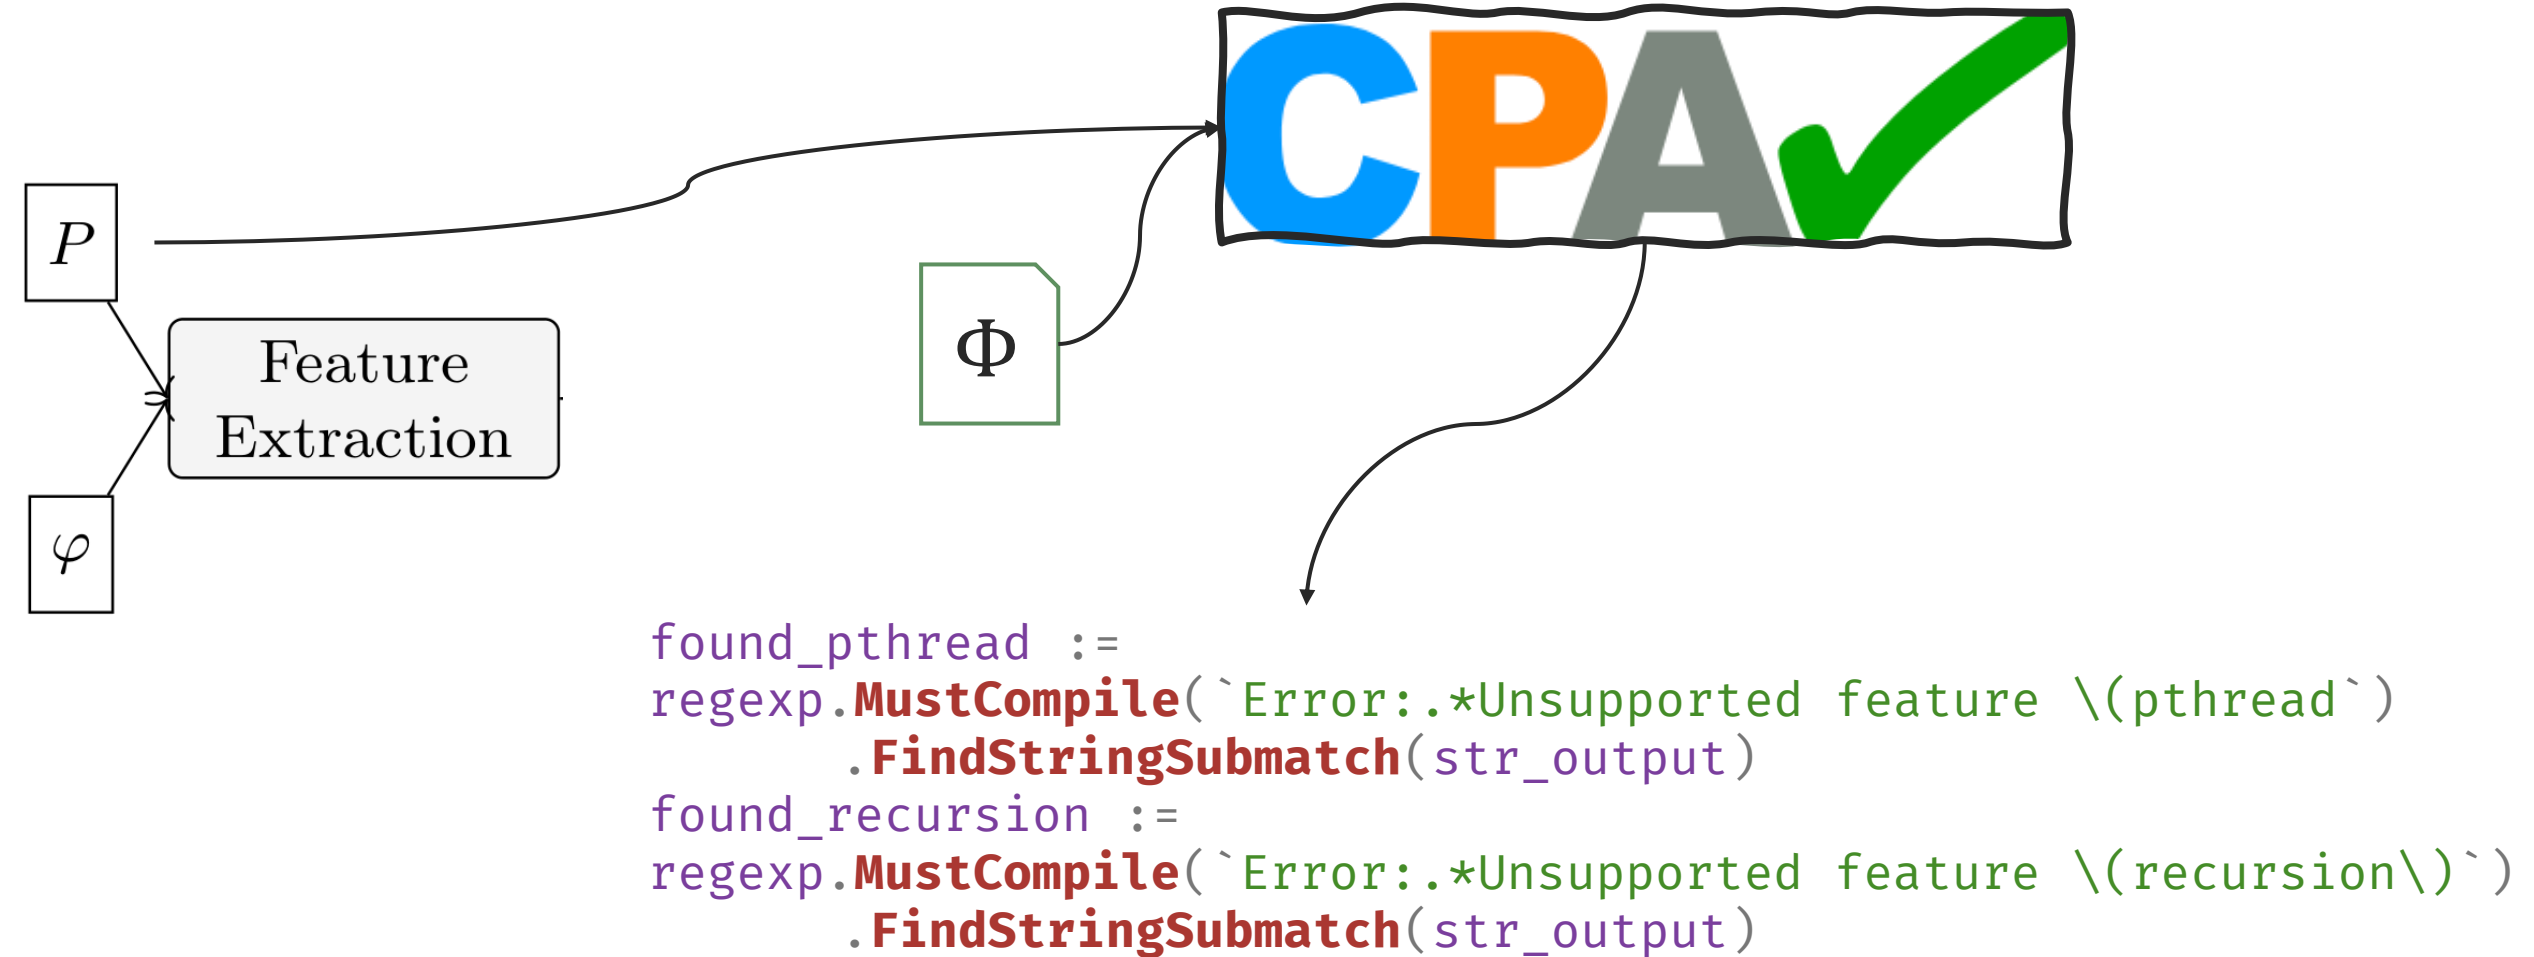 CPA✓
P
Feature
Extraction
Φ
φ
found_pthread :=
regexp.MustCompile(`Error:.*Unsupported feature \(pthread`)
.FindStringSubmatch(str_output)
found_recursion :=
regexp.MustCompile(`Error:.*Unsupported feature \(recursion\)`)
.FindStringSubmatch(str_output)